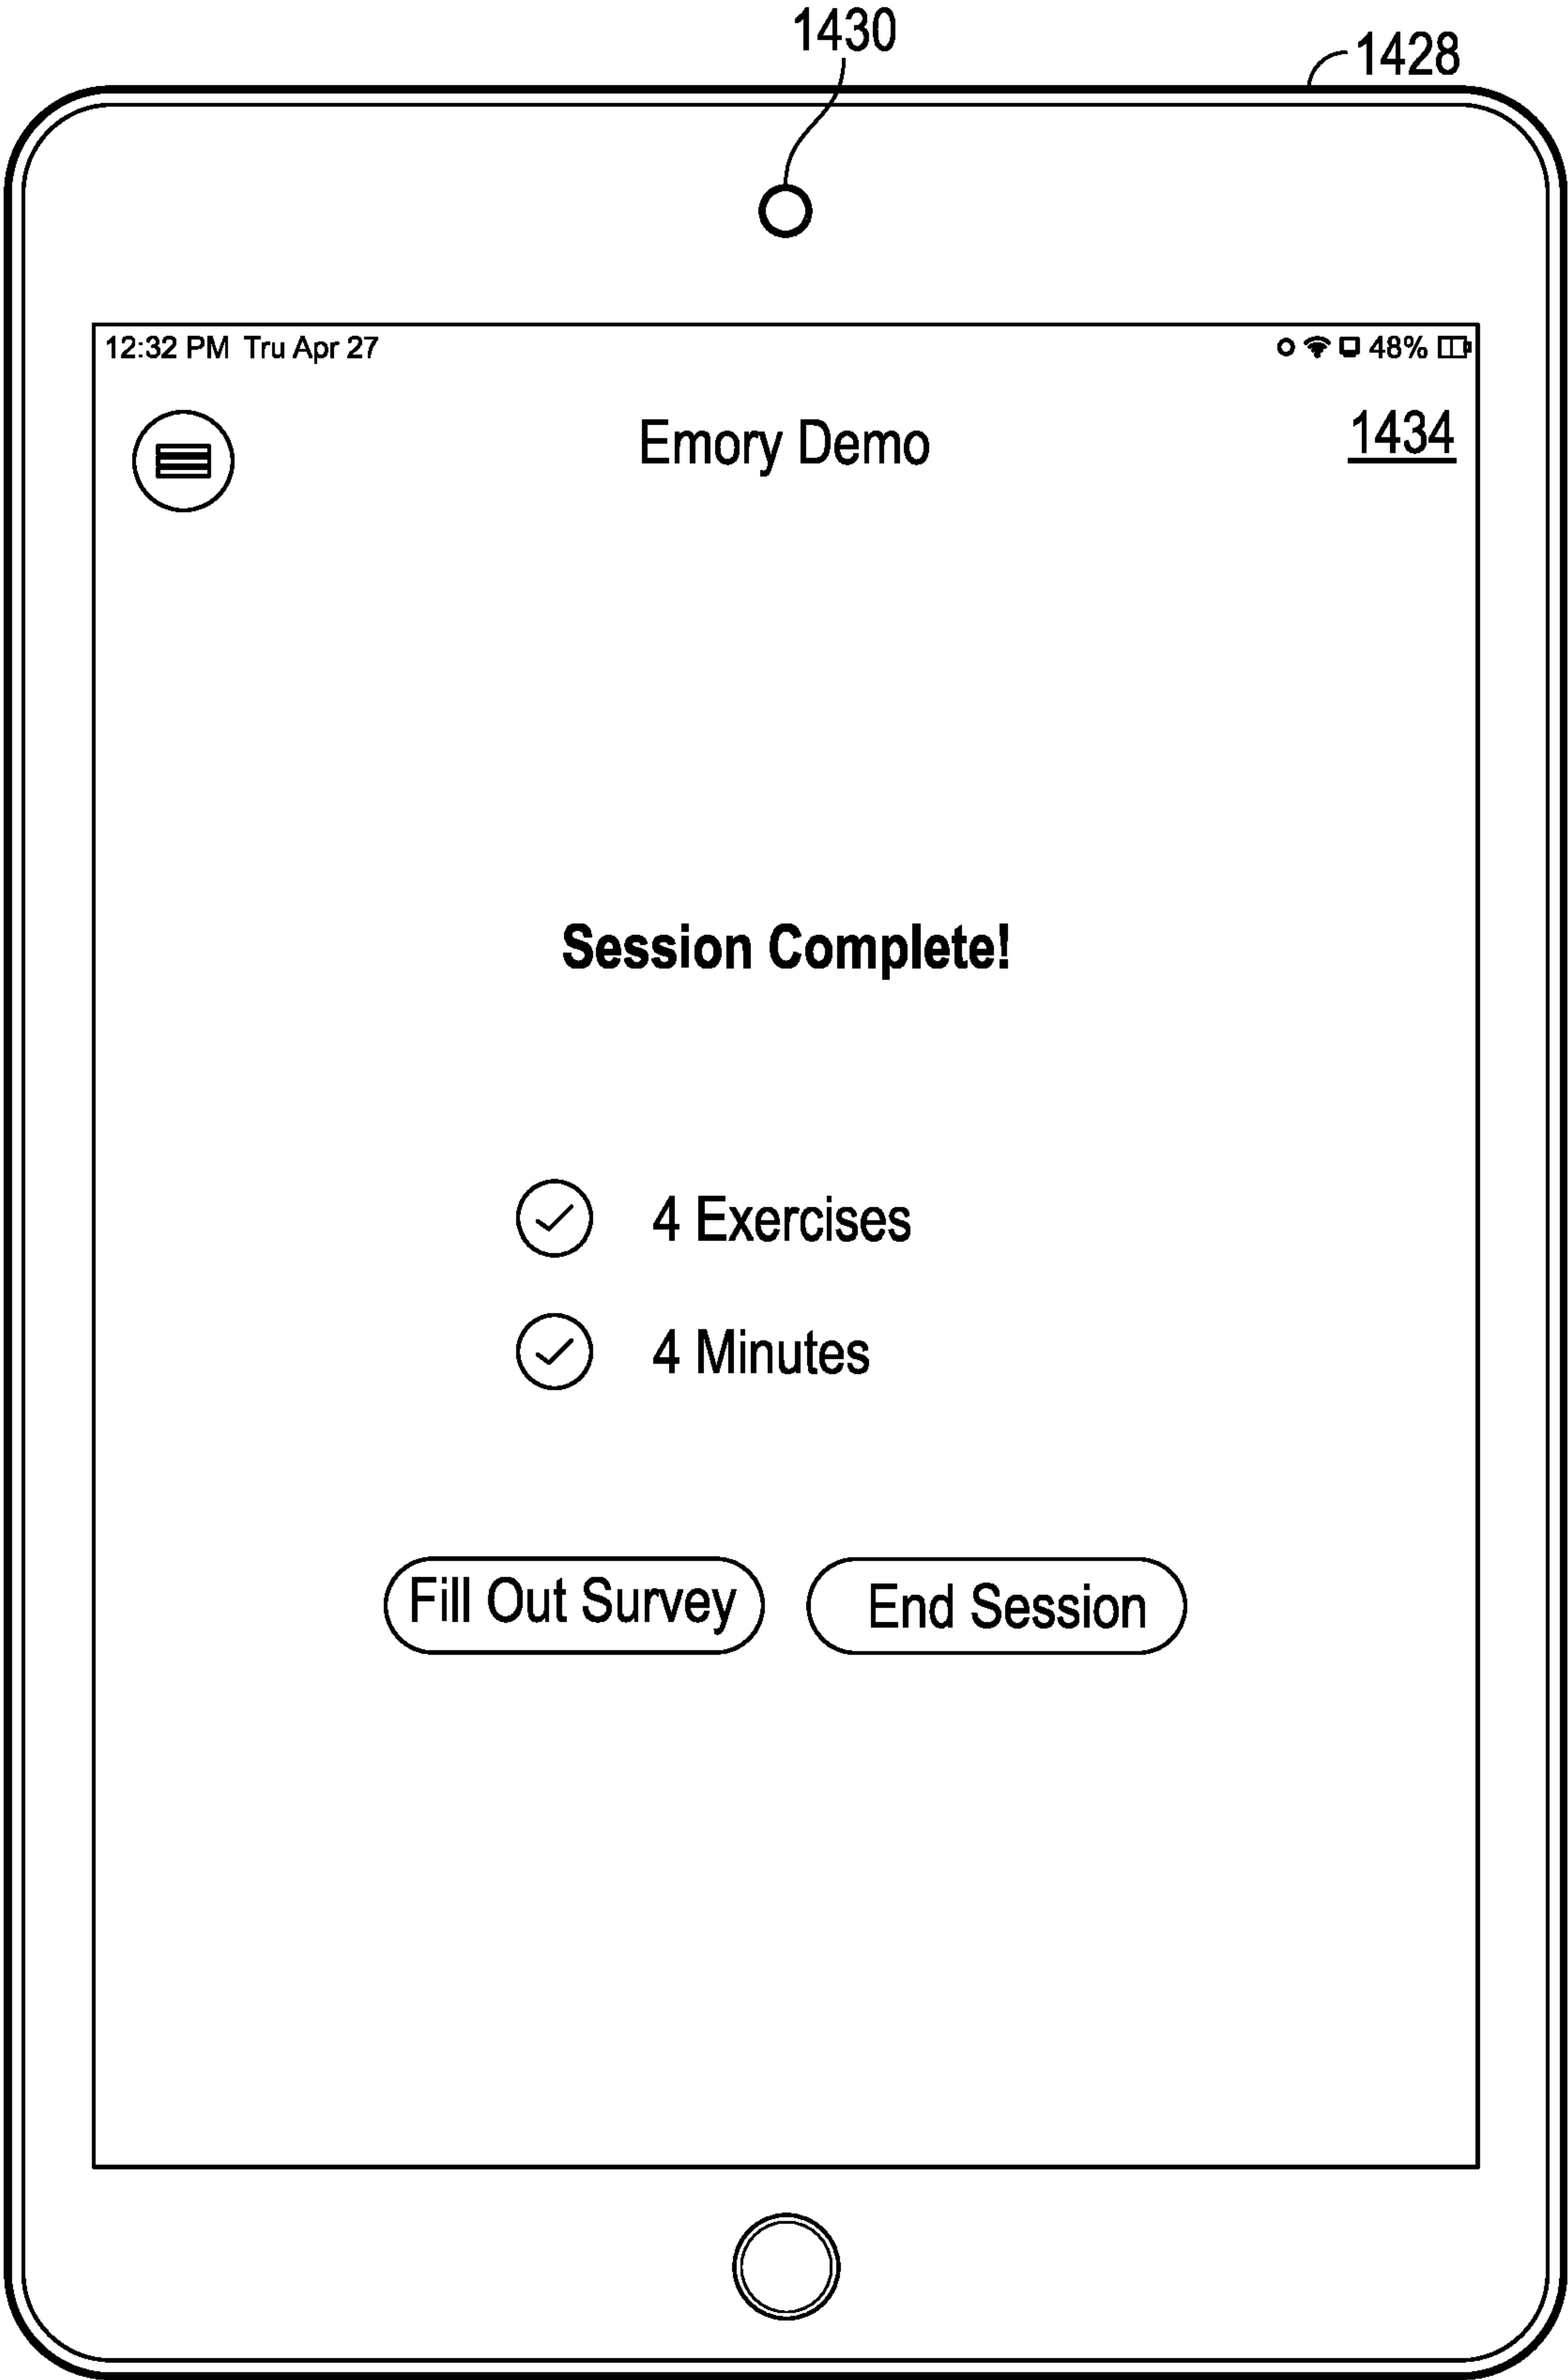 1430
1428
12:32 PM Tru Apr 27 48%
Emory Demo 1434
Session Complete!
4 Exercises
4 Minutes
Fill Out Survey End Session